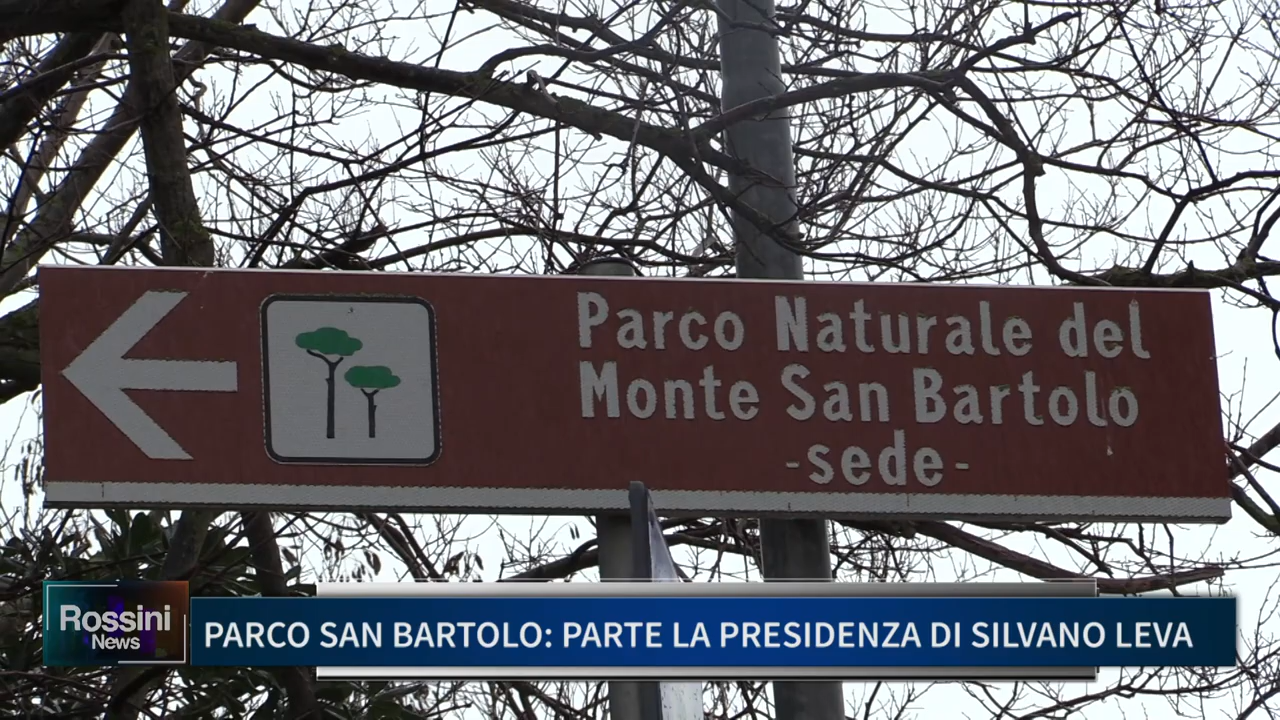 Parco Naturale del
Monte San Bartolo
-sede-
Rossini
News
PARCO SAN BARTOLO: PARTE LA PRESIDENZA DI SILVANO LEVA